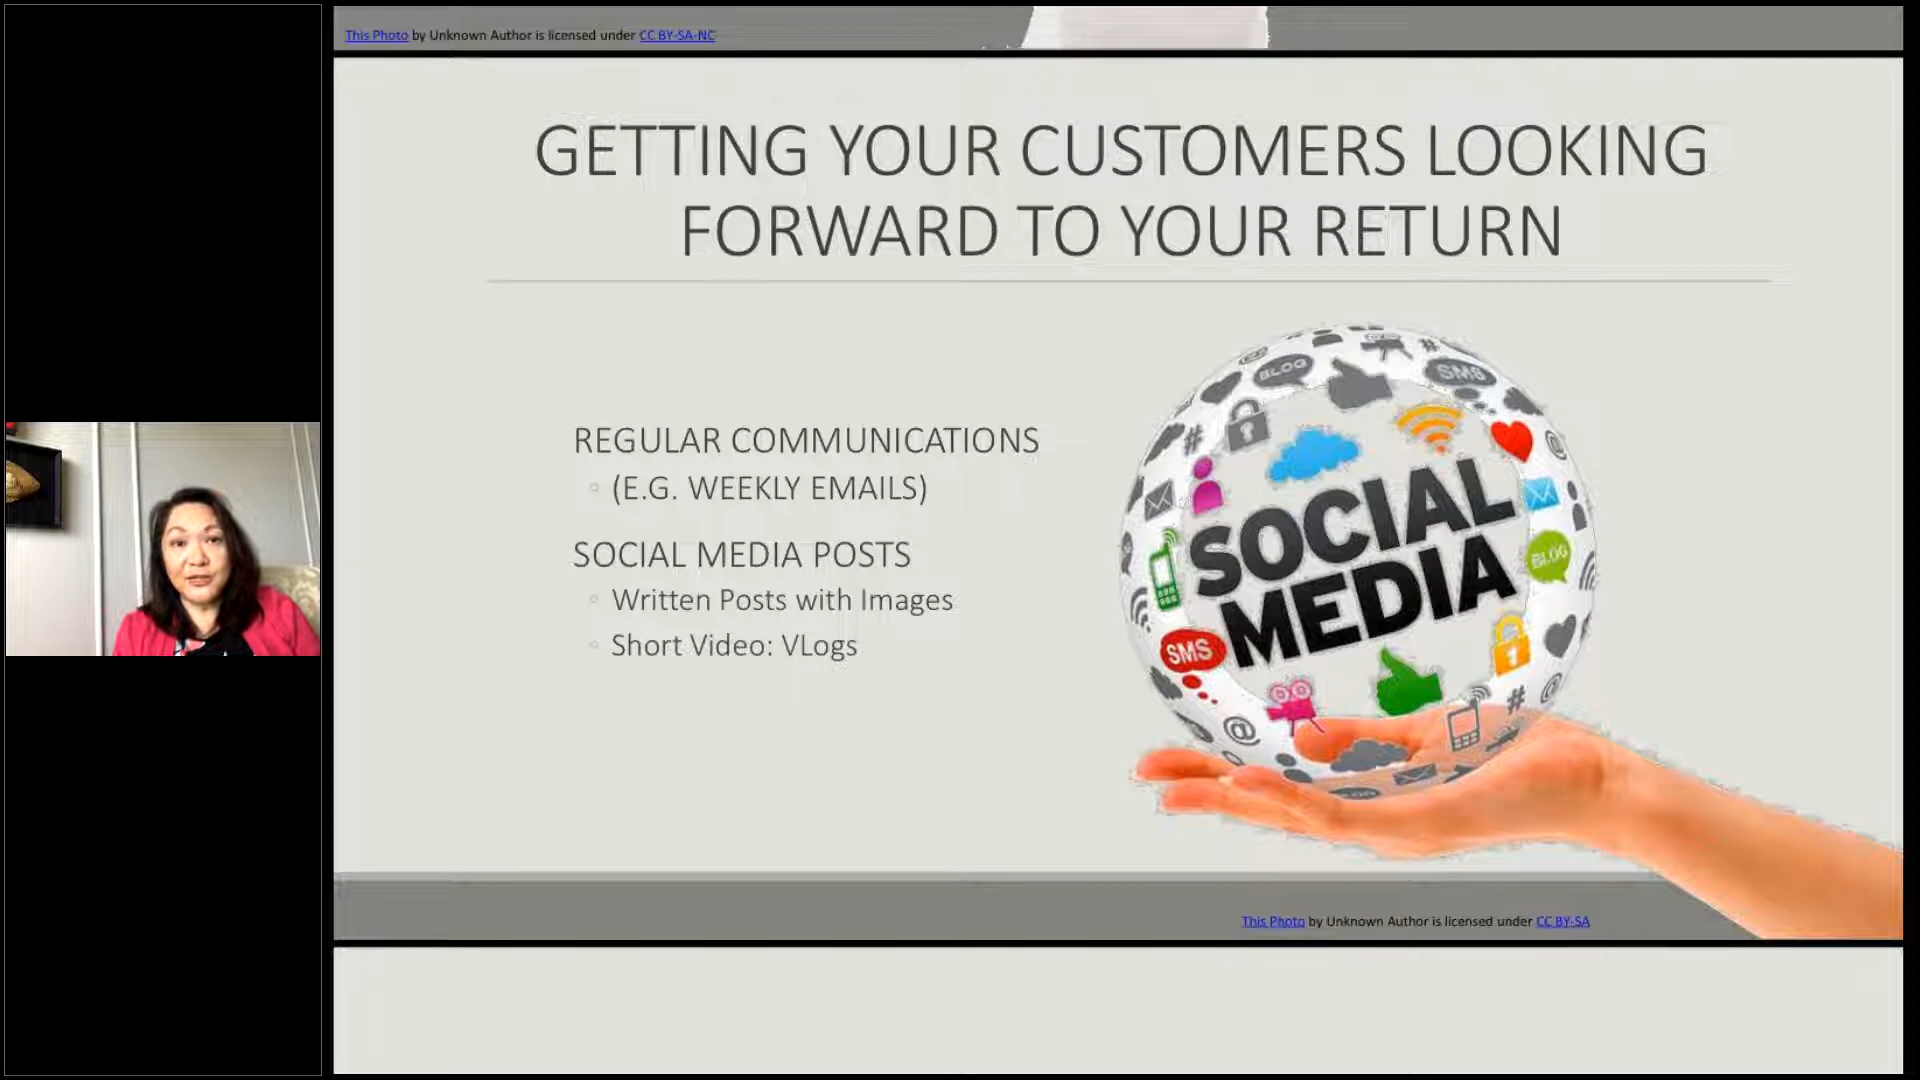 This Photo by Unknown Author is licensed under CC BY-SA-NC
GETTING YOUR CUSTOMERS LOOKING
FORWARD TO YOUR RETURN
REGULAR COMMUNICATIONS
(E.G. WEEKLY EMAILS)
SOCIAL MEDIA POSTS
Written Posts with Images
Short Video: VLogs
BLOG
SMS
SOCIAL
MEDIA
BLOG
SMS
This Photo by Unknown Author is licensed under CC BY-SA